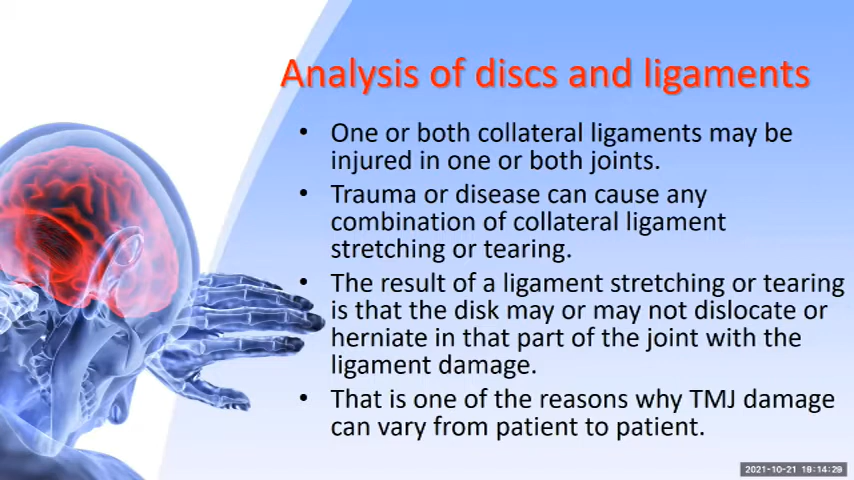 Analysis of discs and ligaments
• One or both collateral ligaments may be
injured in one or both joints.
• Trauma or disease can cause any
combination of collateral ligament
stretching or tearing.
• The result of a ligament stretching or tearing
is that the disk may or may not dislocate or
herniate in that part of the joint with the
ligament damage.
• That is one of the reasons why TMJ damage
can vary from patient to patient.
2021-10-21 19:14:29